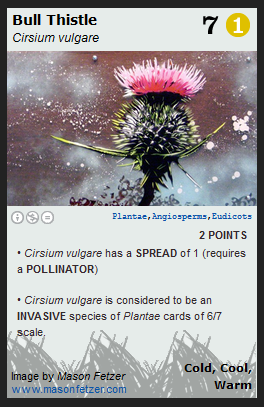 Bull Thistle
Cirsium vulgare
7 1
Plantae,Angiosperms,Eudicots
2 POINTS
• Cirsium vulgare has a SPREAD of 1 (requires
a POLLINATOR)
• Cirsium vulgare is considered to be an
INVASIVE species of Plantae cards of 6/7
scale.
Cold, Cool,
Warm
Image by Mason Fetzer
www.masonfetzer.com